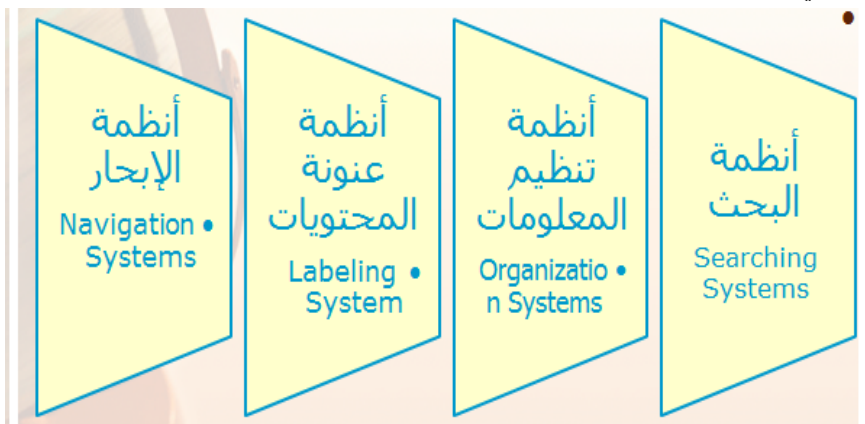 أنظمة
البحث
Searching
Systems
أنظمة
تنظيم
المعلومات
Organizatio •
n Systems
أنظمة
عنونة
المحتويات
Labeling •
System
أنظمة
الإبحار
Navigation •
Systems